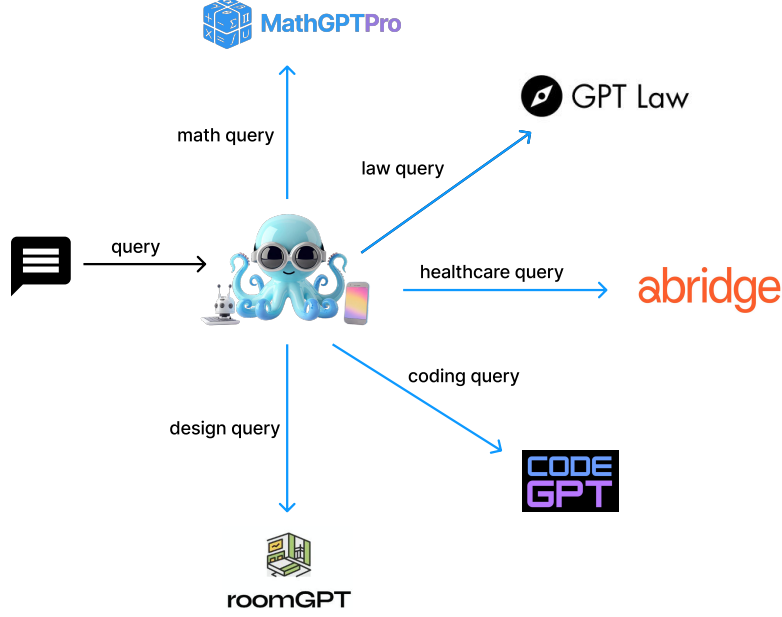 MathGPTPro
math query
GPT Law
law query
query
healthcare query
abridge
coding query
design query
CODE
GPT
roomGPT